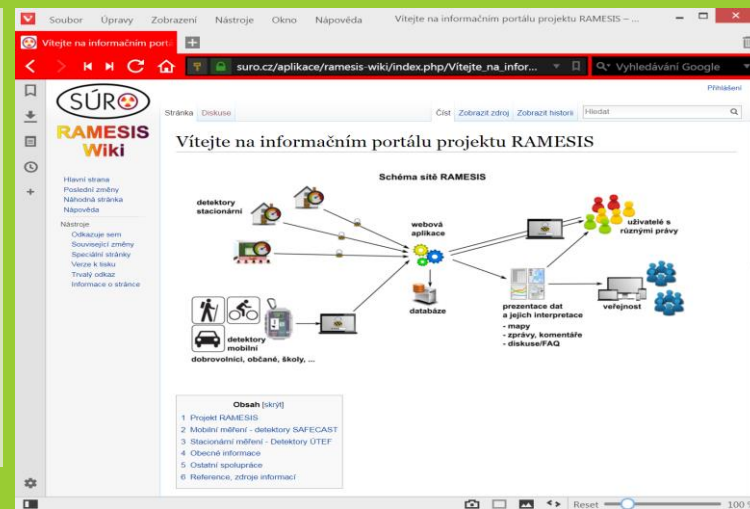 Soubor Úpravy Zobrazení Nástroje Okno Nápověda Vítejte na informačním portálu projektu RAMESIS – ...
Vítejte na informačním port
suro.cz/aplikace/ramesis-wiki/index.php/Vítejte_na_infor... Vyhledávání Google
Přihlášení
SÚRO
RAMESIS
Wiki
Stránka Diskuse Číst Zobrazit zdroj Zobrazit historii Hledat
Vítejte na informačním portálu projektu RAMESIS
Hlavní strana
Poslední změny
Náhodná stránka
Nápověda
Nástroje
Odkazuje sem
Související změny
Speciální stránky
Verze k tisku
Trvalý odkaz
Informace o stránce
Schéma sítě RAMESIS
detektory
stacionární
webová
aplikace
uživatelé s
různými právy
databáze
prezentace dat
a jejich interpretace
- mapy
- zprávy, komentáře
- diskuse/FAQ
veřejnost
detektory
mobilní
dobrovolníci, občané, školy, ...
Obsah [skrýt]
1 Projekt RAMESIS
2 Mobilní měření - detektory SAFECAST
3 Stacionární měření - Detektory ÚTEF
4 Obecné informace
5 Ostatní spolupráce
6 Reference, zdroje informací
Reset 100 %